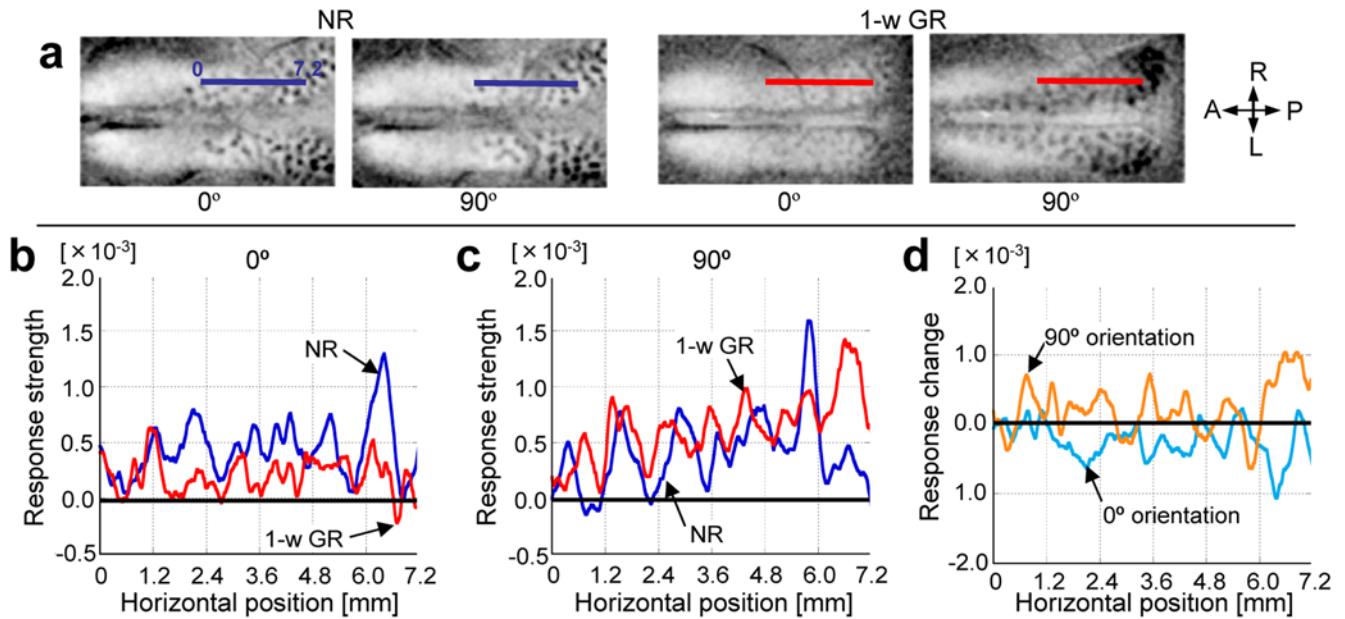 NR 1-w GR
a
0 7.2
R
A P
L
0º 90º 0º 90º
b [×10⁻³] 0º
c [×10⁻³] 90º
d [×10⁻³]
Response strength
2.0
1.5
1.0
0.5
0.0
-0.5
NR
1-w GR
0 1.2 2.4 3.6 4.8 6.0 7.2
Horizontal position [mm]
Response strength
2.0
1.5
1.0
0.5
0.0
-0.5
1-w GR
NR
0 1.2 2.4 3.6 4.8 6.0 7.2
Horizontal position [mm]
Response change
2.0
1.0
0.0
1.0
-2.0
90º orientation
0º orientation
0 1.2 2.4 3.6 4.8 6.0 7.2
Horizontal position [mm]